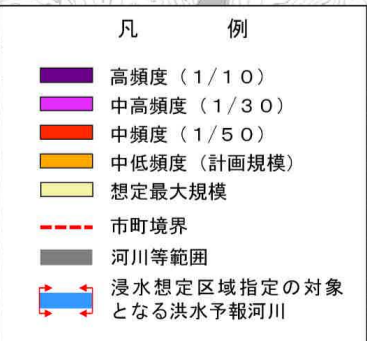 凡　　例
高頻度（１/１０）
中高頻度（１/３０）
中頻度（１/５０）
中低頻度（計画規模）
想定最大規模
市町境界
河川等範囲
浸水想定区域指定の対象
となる洪水予報河川